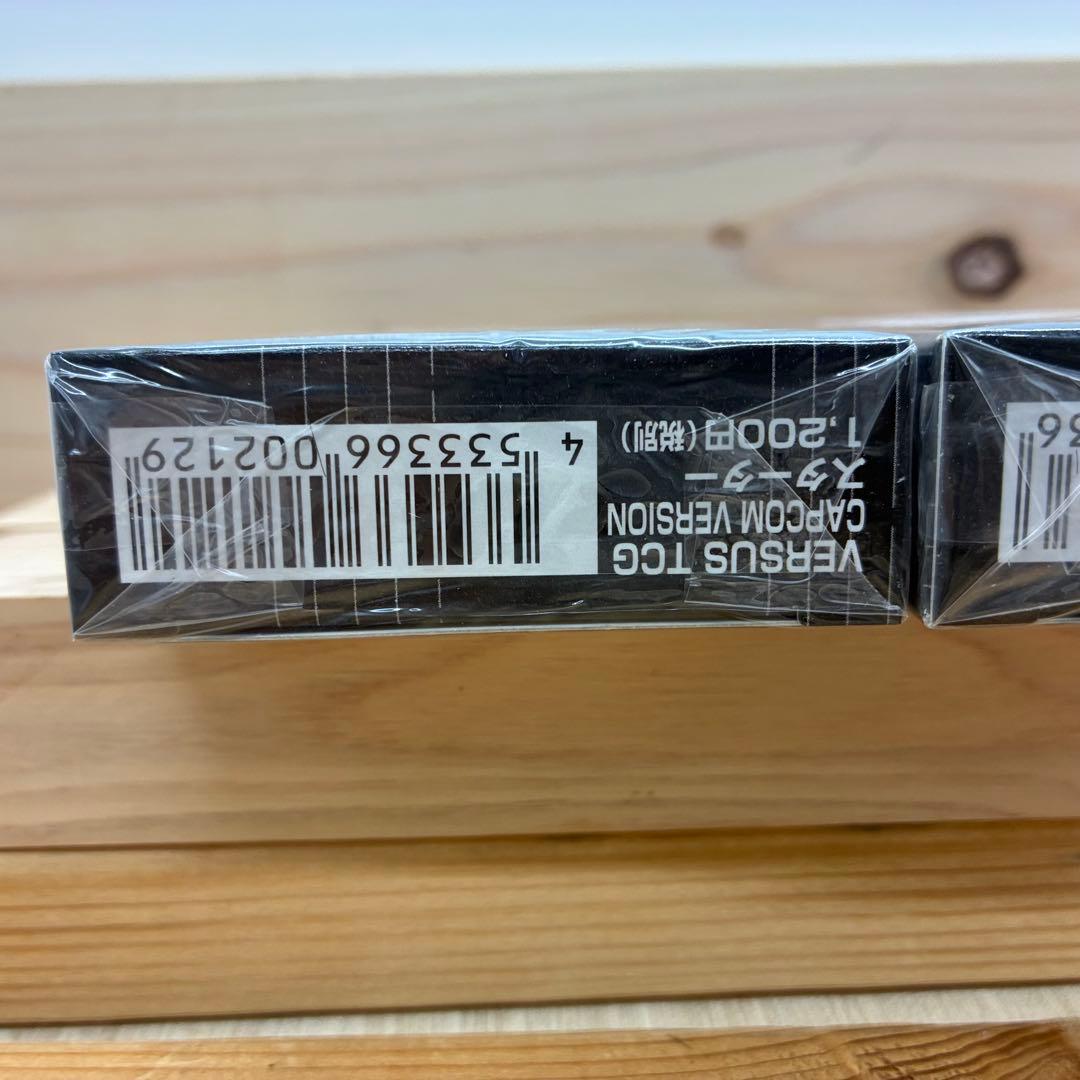 VERSUS TCG
CAPCOM VERSION
スターター
1,200円(税別)
4 533366 002129